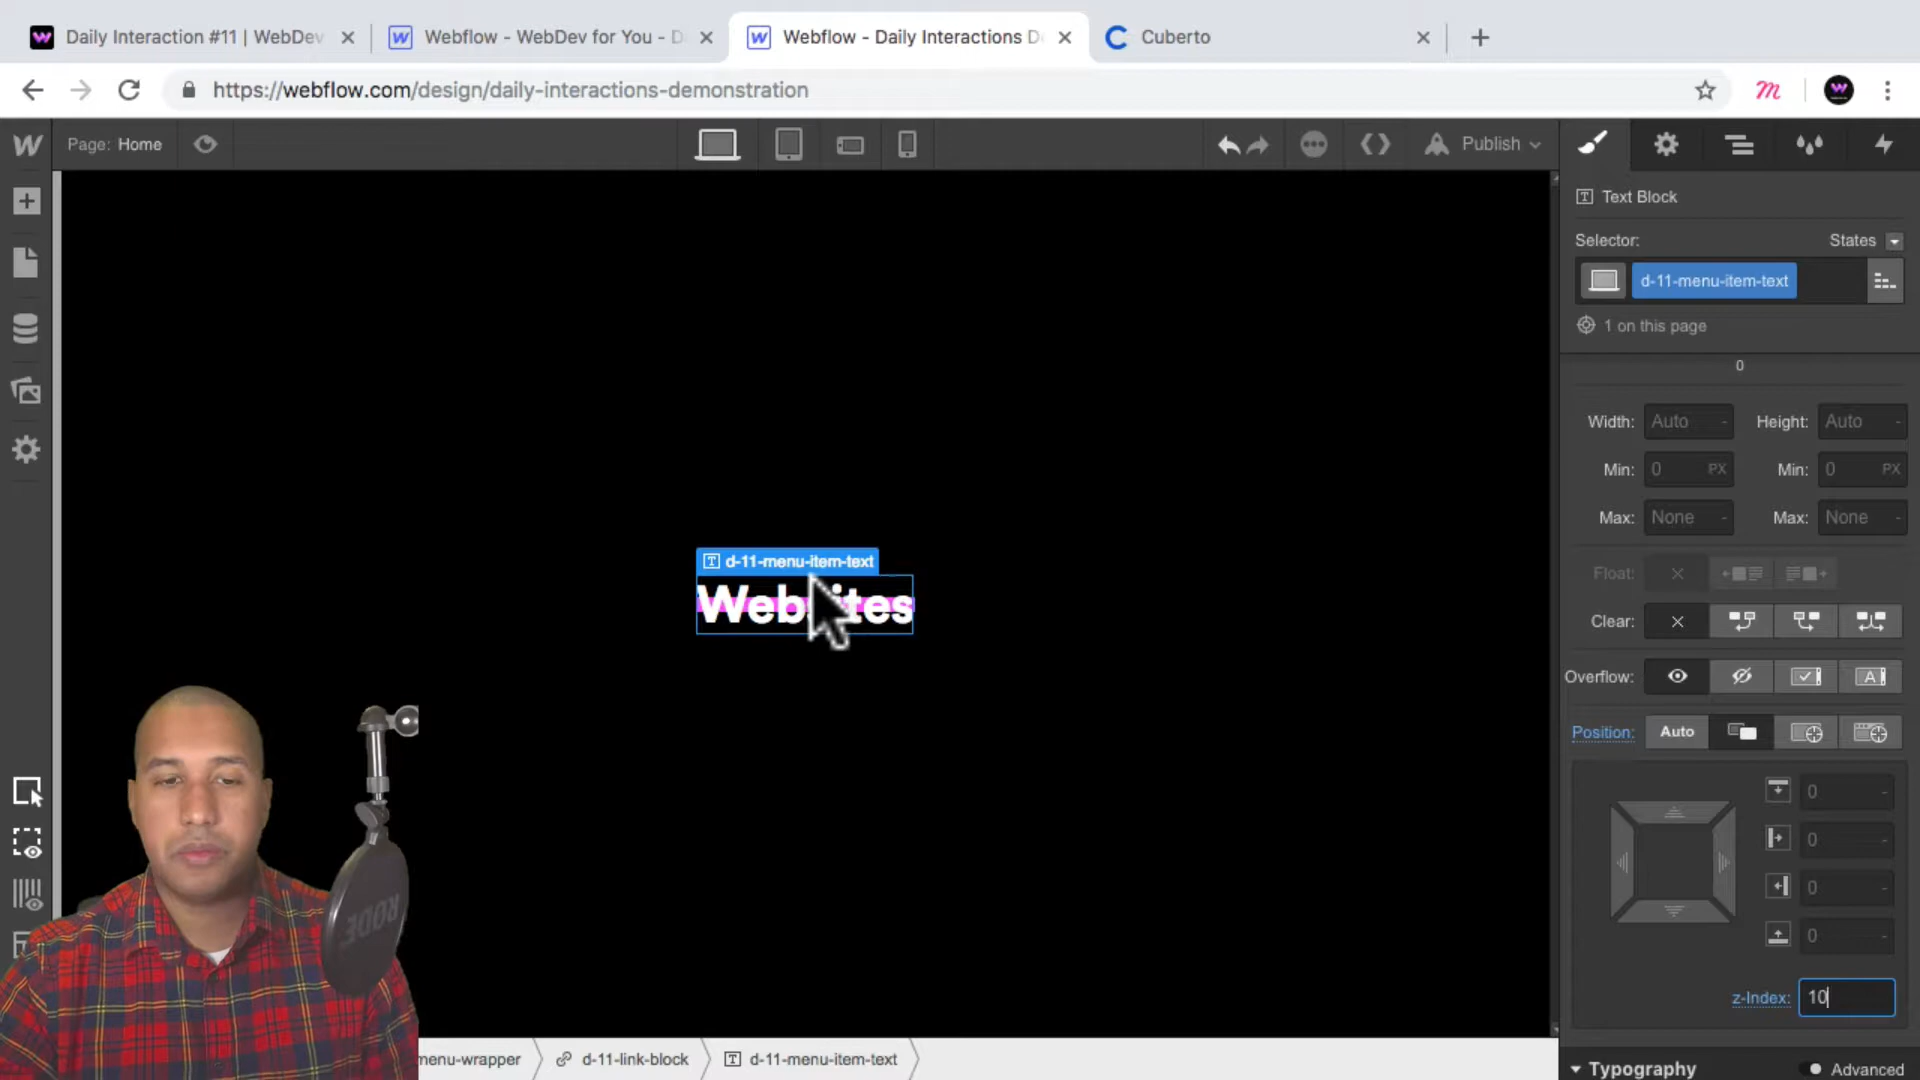 Daily Interaction #11 | WebDev
Webflow - WebDev for You - D
Webflow - Daily Interactions D
Cuberto
https://webflow.com/design/daily-interactions-demonstration
Page: Home
Publish
Text Block
Selector:
States
d-11-menu-item-text
1 on this page
0
Width: Auto -
Height: Auto -
Min: 0 PX
Min: 0 PX
Max: None -
Max: None -
Float:
Clear:
Overflow:
Position: Auto
0 -
0 -
0 -
0 -
z-Index: 10
Typography
Advanced
d-11-menu-item-text
Websites
RODE
menu-wrapper
d-11-link-block
d-11-menu-item-text